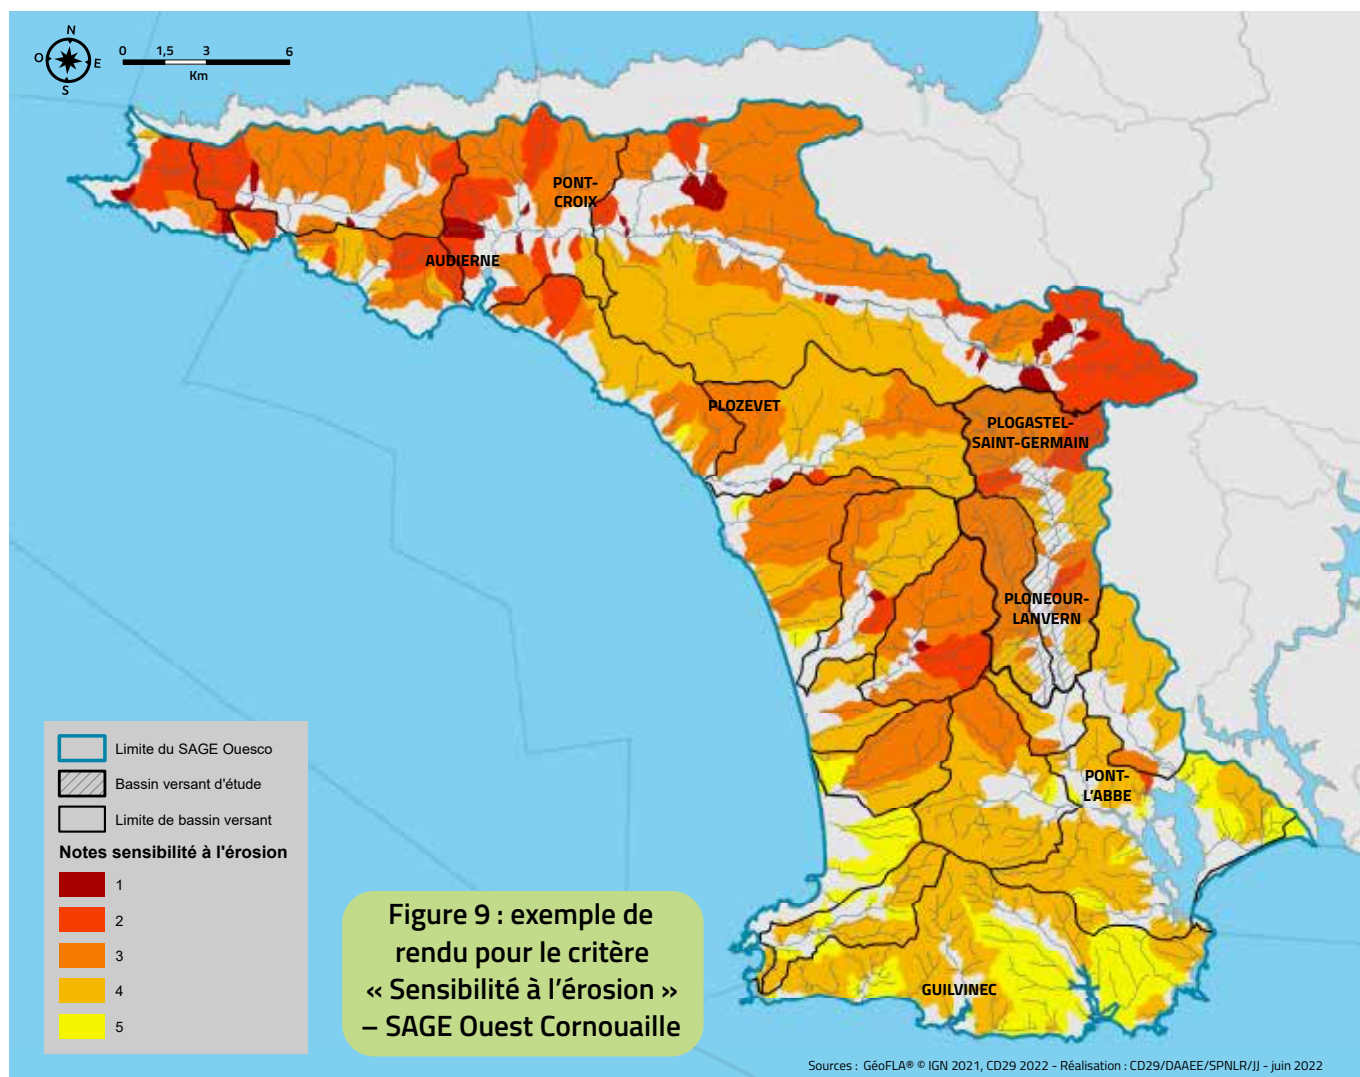 N
O
E
S
0 1,5 3 6
Km
PONT-
CROIX
AUDIERNE
PLOZEVET
PLOGASTEL-
SAINT-GERMAIN
PLONEOUR-
LANVERN
PONT-
L'ABBE
GUILVINEC
Limite du SAGE Ouesco
Bassin versant d'étude
Limite de bassin versant
Notes sensibilité à l'érosion
1
2
3
4
5
Figure 9 : exemple de
rendu pour le critère
« Sensibilité à l’érosion »
– SAGE Ouest Cornouaille
Sources : GéoFLA® © IGN 2021, CD29 2022 - Réalisation : CD29/DAAEE/SPNLR/JJ - juin 2022